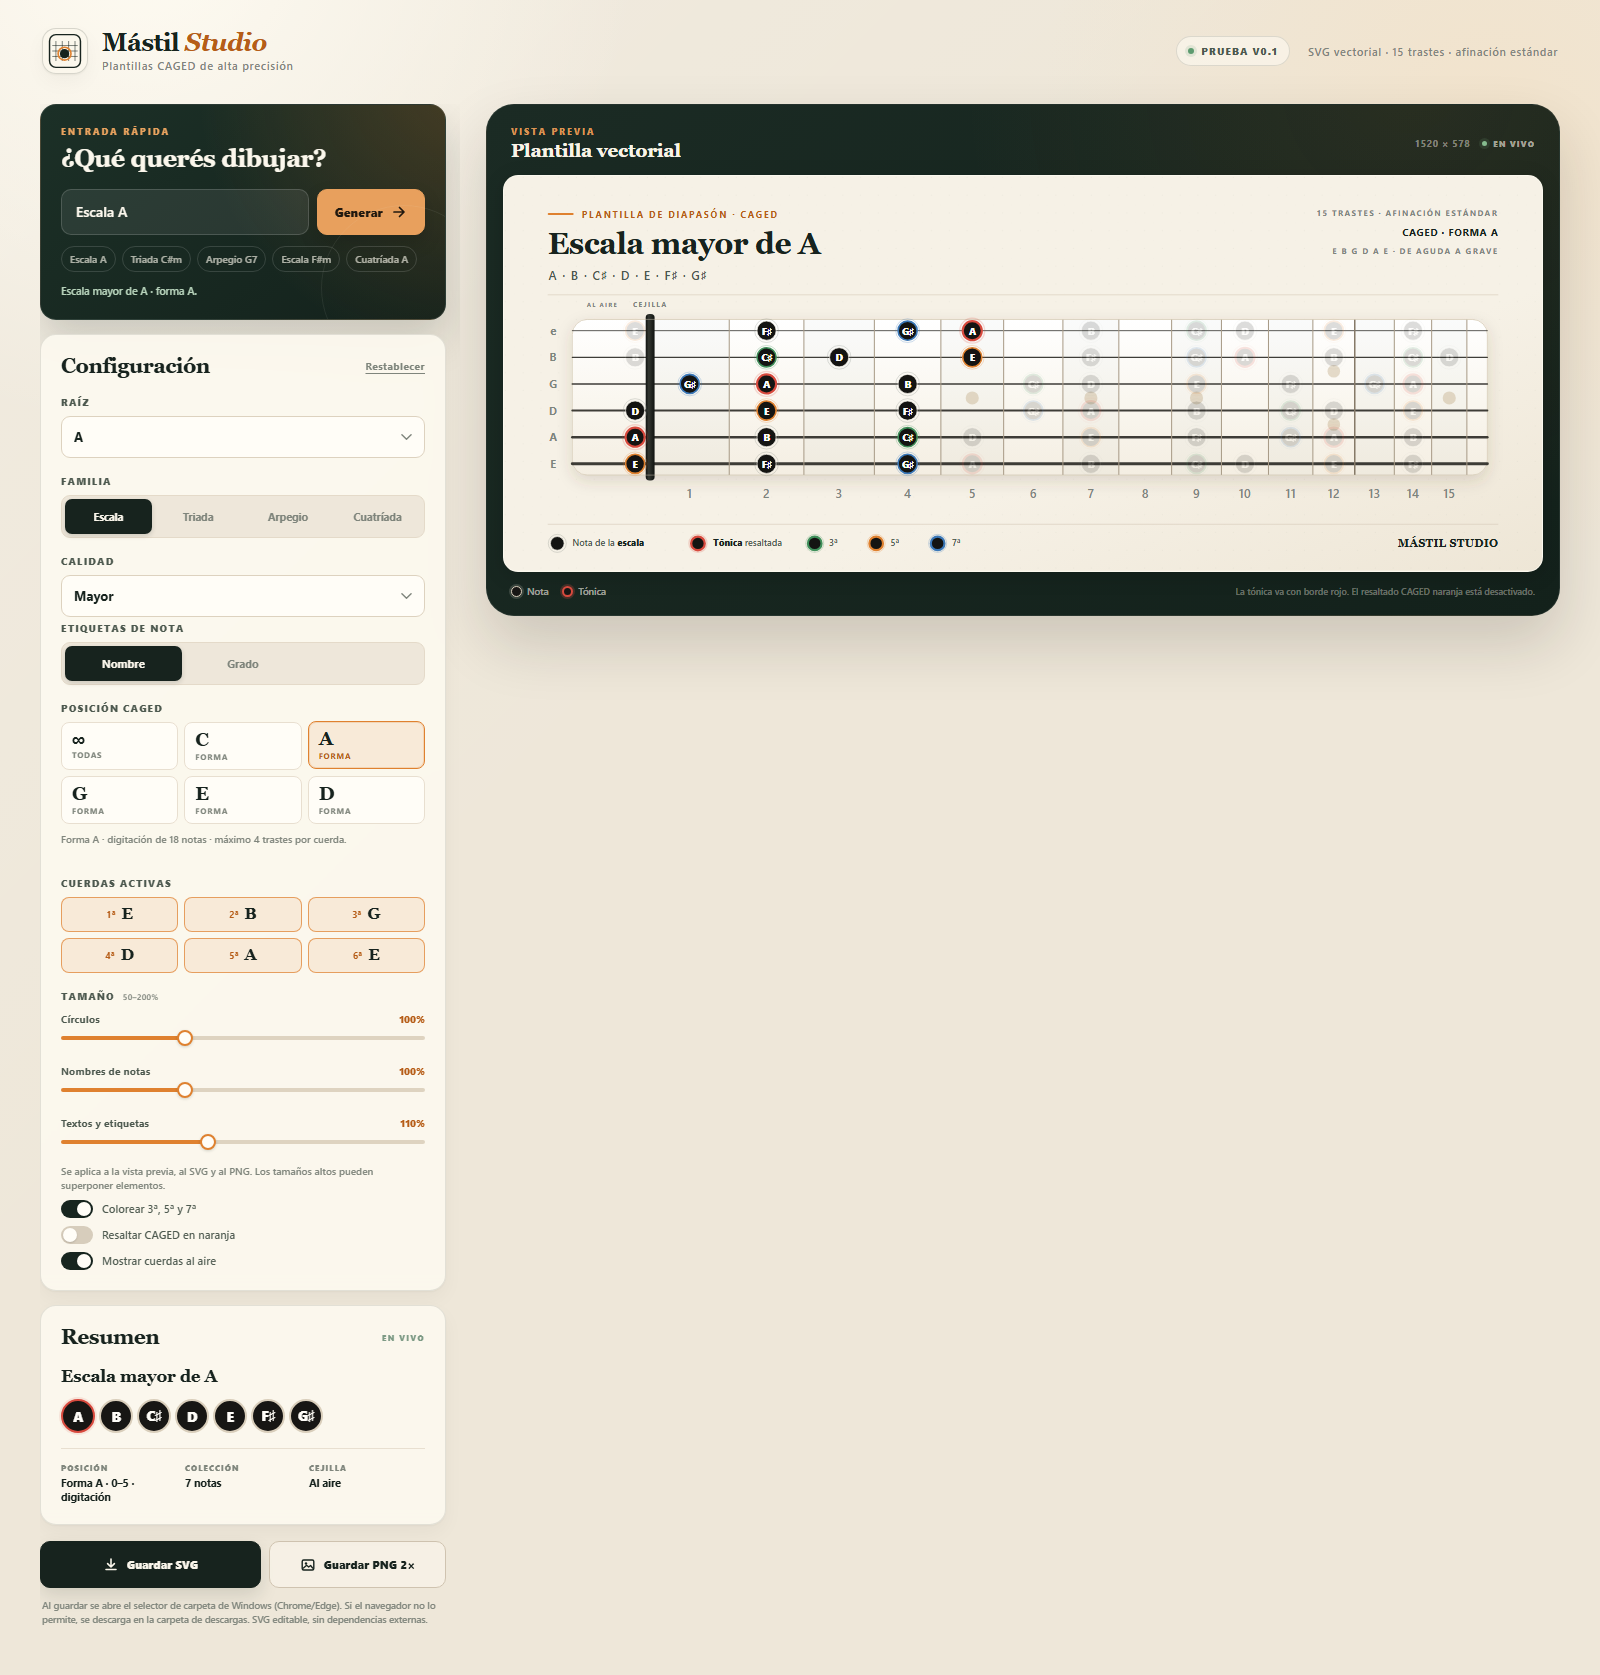 Mástil Studio
Plantillas CAGED de alta precisión
PRUEBA V0.1
SVG vectorial · 15 trastes · afinación estándar
ENTRADA RÁPIDA
¿Qué querés dibujar?
Escala A
Generar →
Escala A
Triada C#m
Arpegio G7
Escala F#m
Cuatríada A
Escala mayor de A · forma A.
Configuración
Restablecer
RAÍZ
A
FAMILIA
Escala
Triada
Arpegio
Cuatríada
CALIDAD
Mayor
ETIQUETAS DE NOTA
Nombre
Grado
POSICIÓN CAGED
∞
TODAS
C
FORMA
A
FORMA
G
FORMA
E
FORMA
D
FORMA
Forma A · digitación de 18 notas · máximo 4 trastes por cuerda.
CUERDAS ACTIVAS
1ª E
2ª B
3ª G
4ª D
5ª A
6ª E
TAMAÑO 50–200%
Círculos 100%
Nombres de notas 100%
Textos y etiquetas 110%
Se aplica a la vista previa, al SVG y al PNG. Los tamaños altos pueden
superponer elementos.
Colorear 3ª, 5ª y 7ª
Resaltar CAGED en naranja
Mostrar cuerdas al aire
Resumen
EN VIVO
Escala mayor de A
A B C♯ D E F♯ G♯
POSICIÓN
Forma A · 0–5 ·
digitación
COLECCIÓN
7 notas
CEJILLA
Al aire
Guardar SVG
Guardar PNG 2×
Al guardar se abre el selector de carpeta de Windows (Chrome/Edge). Si el navegador no lo
permite, se descarga en la carpeta de descargas. SVG editable, sin dependencias externas.
VISTA PREVIA
Plantilla vectorial
1520 × 578
EN VIVO
PLANTILLA DE DIAPASÓN · CAGED
Escala mayor de A
A · B · C♯ · D · E · F♯ · G♯
15 TRASTES · AFINACIÓN ESTÁNDAR
CAGED · FORMA A
E B G D A E · DE AGUDA A GRAVE
AL AIRE
CEJILLA
e E F♯ G♯ A B C♯ D E F♯
B B C♯ D E F♯ G♯ A B C♯ D
G G♯ A B C♯ D E F♯ G♯ A
D D E F♯ G♯ A B C♯ D E
A A B C♯ D E F♯ G♯ A B
E E F♯ G♯ A B C♯ D E F♯
1 2 3 4 5 6 7 8 9 10 11 12 13 14 15
Nota de la escala
Tónica resaltada
3ª
5ª
7ª
MÁSTIL STUDIO
Nota
Tónica
La tónica va con borde rojo. El resaltado CAGED naranja está desactivado.